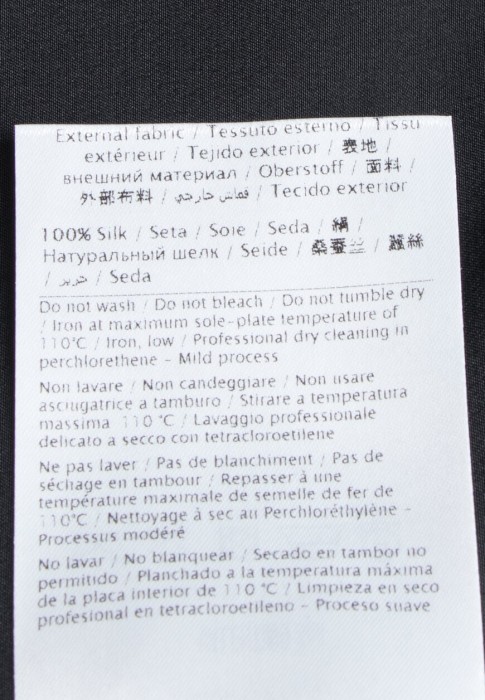 External fabric / Tessuto esterno / Tissu
extérieur / Tejido exterior / 表地 /
внешний материал / Oberstoff / 面料 /
外部布料 / قماش خارجي / Tecido exterior
100% Silk / Seta / Soie / Seda / 絹 /
Натуральный шелк / Seide / 桑蚕丝 / 蠶絲
/ حرير / Seda
Do not wash / Do not bleach / Do not tumble dry
/ Iron at maximum sole-plate temperature of
110°C / Iron, low / Professional dry cleaning in
perchlorethene - Mild process
Non lavare / Non candeggiare / Non usare
asciugatrice a tamburo / Stirare a temperatura
massima 110 °C / Lavaggio professionale
delicato a secco con tetracloroetilene
Ne pas laver / Pas de blanchiment / Pas de
séchage en tambour / Repasser à une
température maximale de semelle de fer de
110°C / Nettoyage à sec au Perchloréthylène -
Processus modéré
No lavar / No blanquear / Secado en tambor no
permitido / Planchado a la temperatura máxima
de la placa interior de 110 °C / Limpieza en seco
profesional en tetracloroetileno - Proceso suave